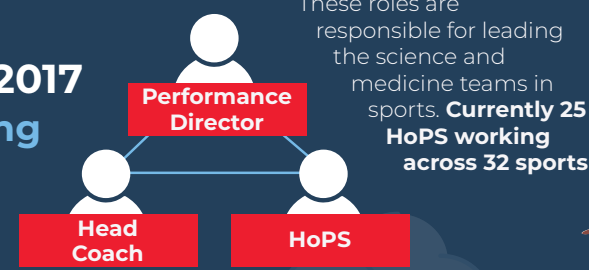 2017
ng
Performance
Director
Head
Coach
HoPS
These roles are
responsible for leading
the science and
medicine teams in
sports. Currently 25
HoPS working
across 32 sports